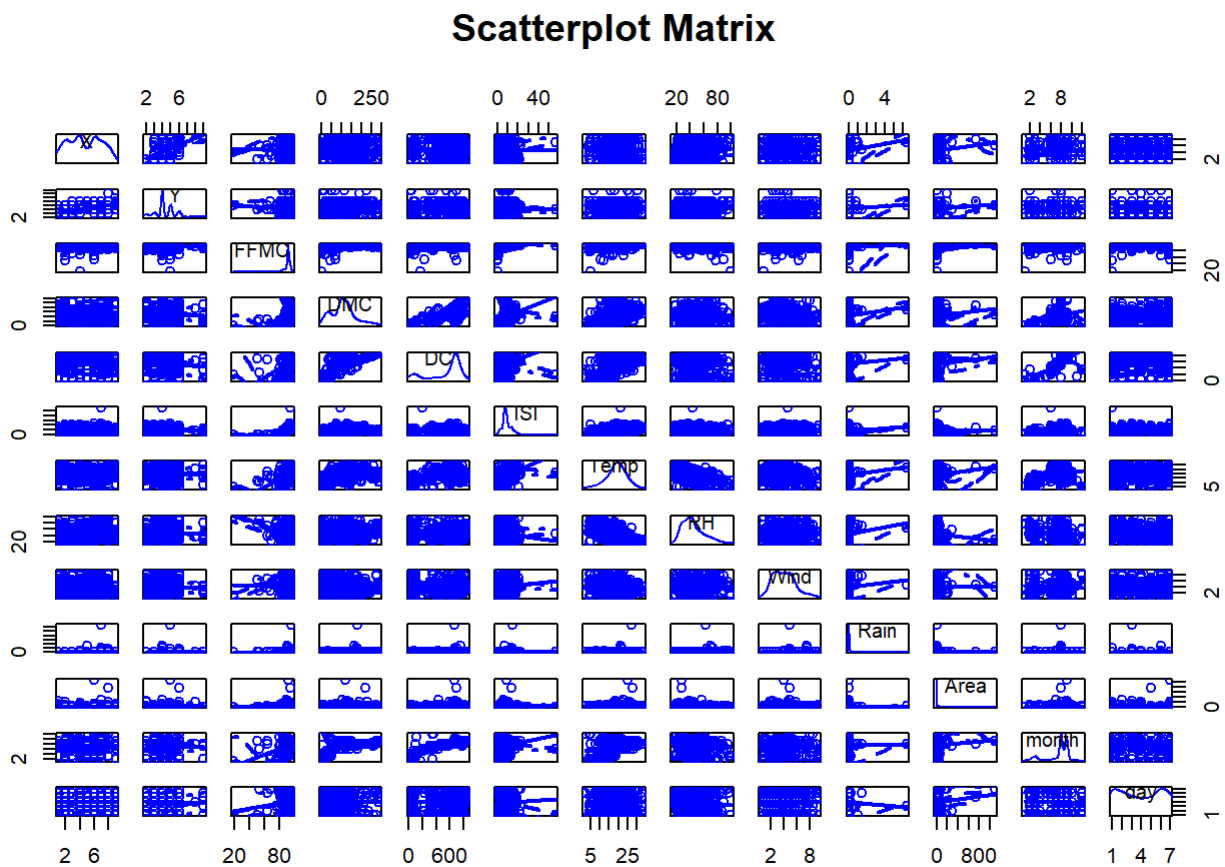 Scatterplot Matrix
2 6 0 250 0 40 20 80 0 4 2 8
X 2
2 Y
FFMC 20
0 DMC
DC 0
0 ISI
Temp 5
20 RH
Wind 2
0 Rain
Area 0
2 month
day 1
2 6 20 80 0 600 5 25 2 8 0 800 1 4 7